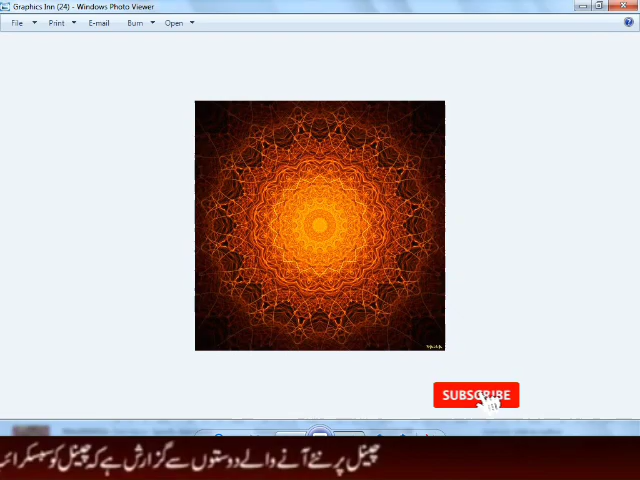 Graphics Inn (24) - Windows Photo Viewer
File Print E-mail Burn Open
SUBSCRIBE
چینل پر نئے آنے والے دوستوں سے گزارش ہے کہ چینل کو سبسکرائب